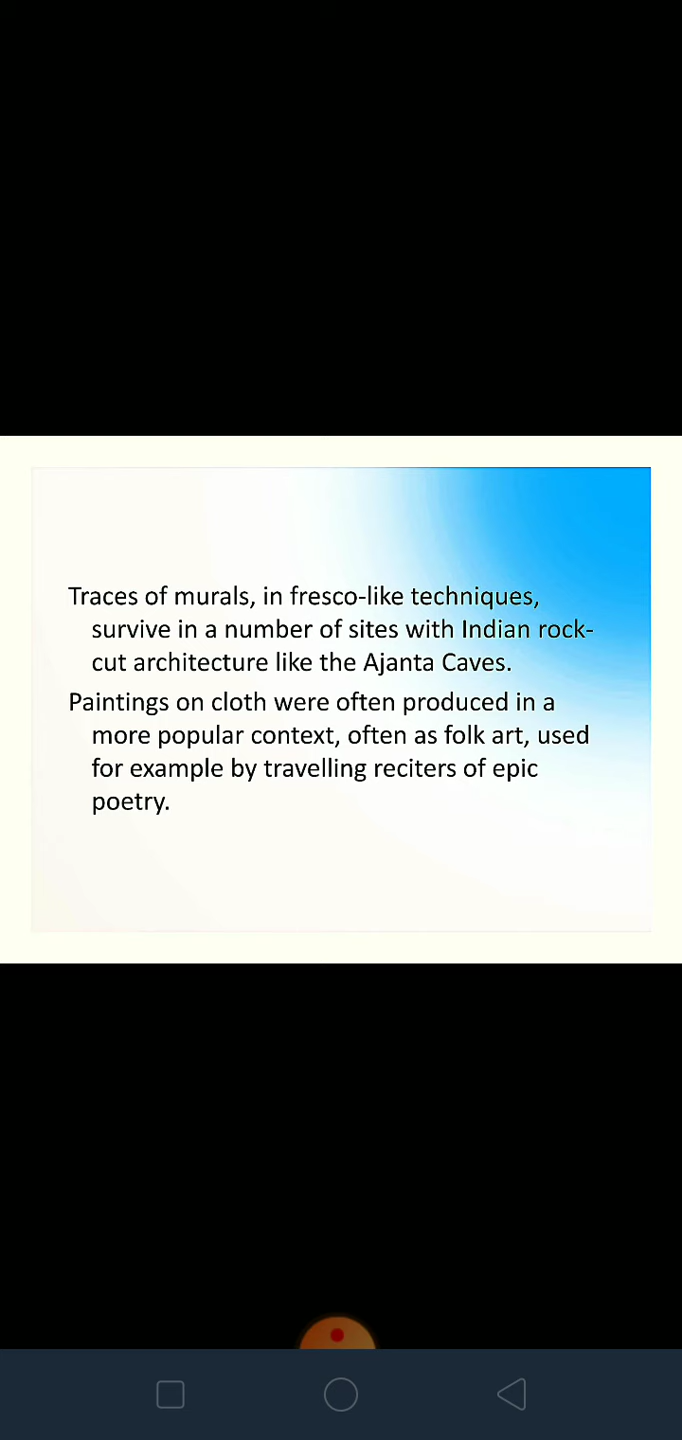 Traces of murals, in fresco-like techniques,
survive in a number of sites with Indian rock-
cut architecture like the Ajanta Caves.
Paintings on cloth were often produced in a
more popular context, often as folk art, used
for example by travelling reciters of epic
poetry.